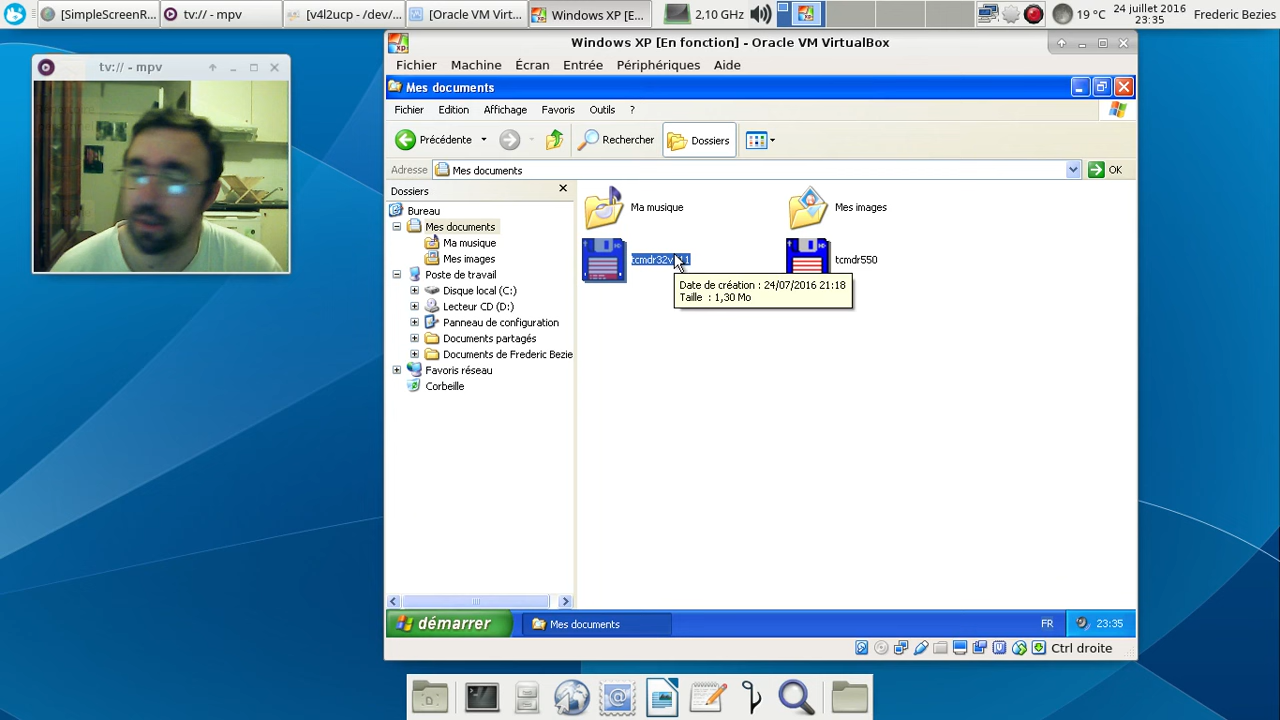 [SimpleScreenR...
tv:// - mpv
[v4l2ucp - /dev/...
[Oracle VM Virt...
Windows XP [E...
2,10 GHz
19 °C
24 juillet 2016
23:35
Frederic Bezies
tv:// - mpv
Windows XP [En fonction] - Oracle VM VirtualBox
Fichier Machine Écran Entrée Périphériques Aide
Mes documents
Fichier Edition Affichage Favoris Outils ?
Précédente Rechercher Dossiers
Adresse Mes documents OK
Dossiers
Bureau
Mes documents
Ma musique
Mes images
Poste de travail
Disque local (C:)
Lecteur CD (D:)
Panneau de configuration
Documents partagés
Documents de Frederic Bezie
Favoris réseau
Corbeille
Ma musique
Mes images
tcmdr550
Date de création : 24/07/2016 21:18
Taille : 1,30 Mo
démarrer
Mes documents
FR
23:35
Ctrl droite